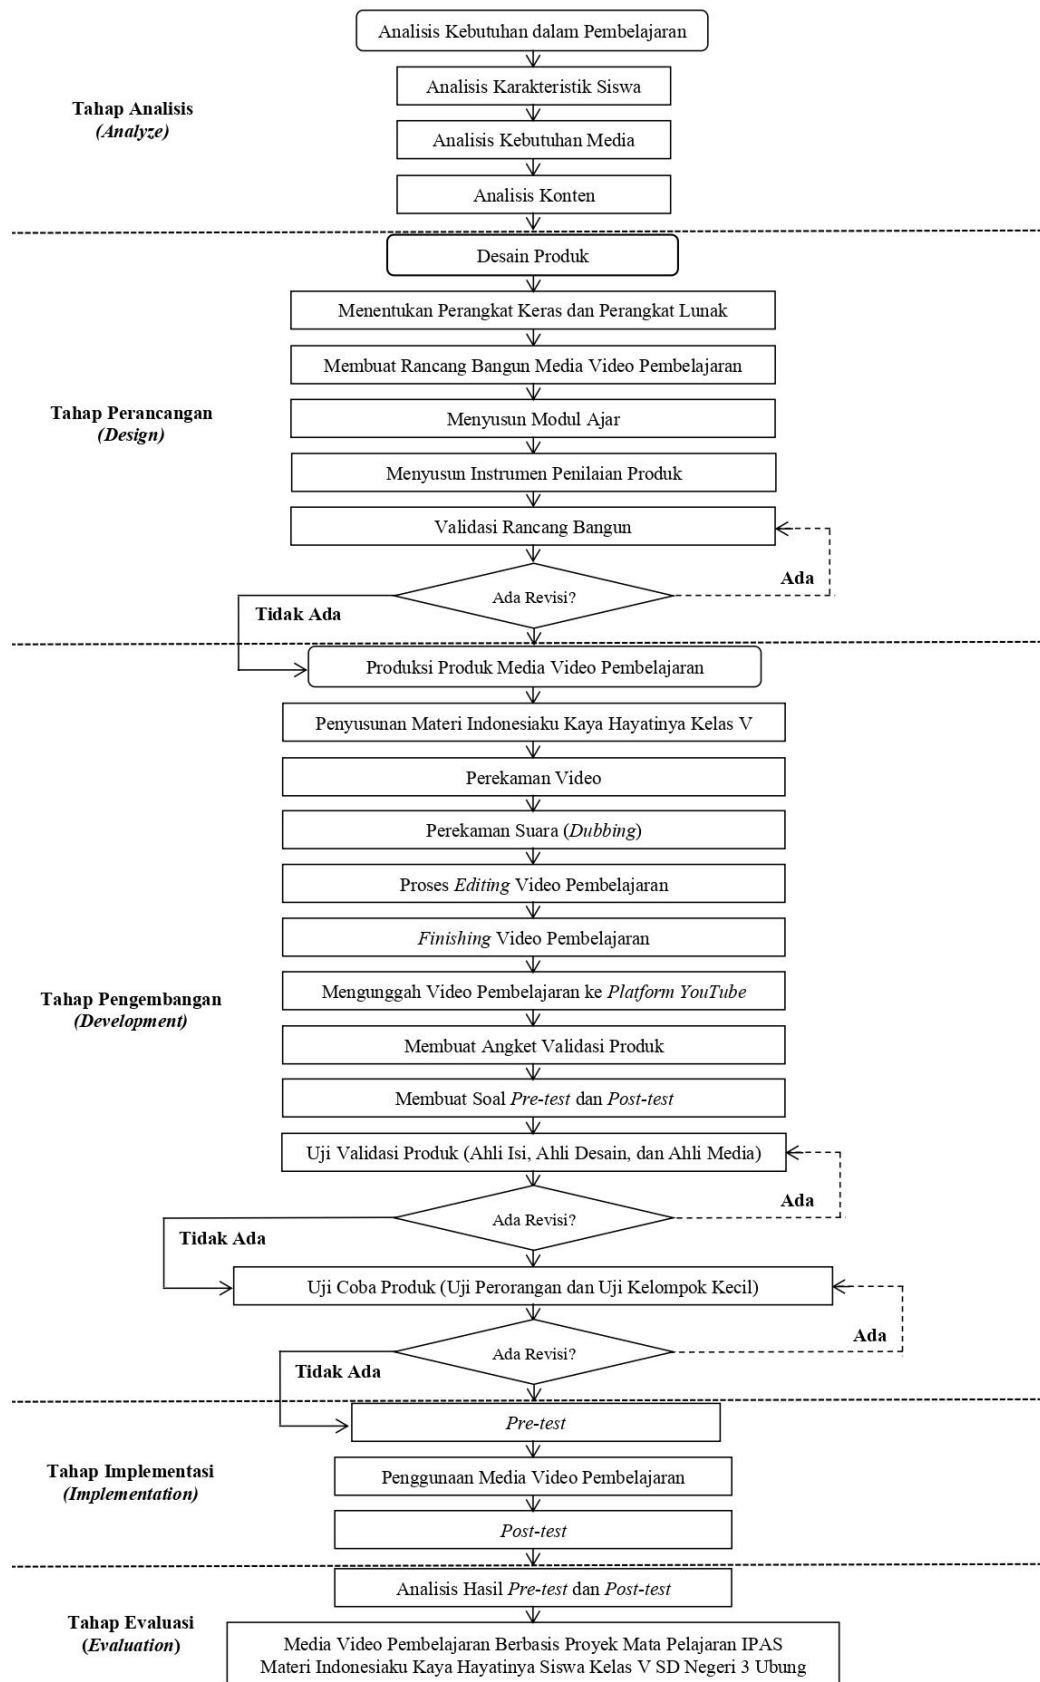 Analisis Kebutuhan dalam Pembelajaran
Analisis Karakteristik Siswa
Tahap Analisis
(Analyze)
Analisis Kebutuhan Media
Analisis Konten
Desain Produk
Menentukan Perangkat Keras dan Perangkat Lunak
Membuat Rancang Bangun Media Video Pembelajaran
Tahap Perancangan
(Design)
Menyusun Modul Ajar
Menyusun Instrumen Penilaian Produk
Validasi Rancang Bangun
Ada
Ada Revisi?
Tidak Ada
Produksi Produk Media Video Pembelajaran
Penyusunan Materi Indonesiaku Kaya Hayatinya Kelas V
Perekaman Video
Perekaman Suara (Dubbing)
Proses Editing Video Pembelajaran
Finishing Video Pembelajaran
Tahap Pengembangan
(Development)
Mengunggah Video Pembelajaran ke Platform YouTube
Membuat Angket Validasi Produk
Membuat Soal Pre-test dan Post-test
Uji Validasi Produk (Ahli Isi, Ahli Desain, dan Ahli Media)
Ada
Ada Revisi?
Tidak Ada
Uji Coba Produk (Uji Perorangan dan Uji Kelompok Kecil)
Ada
Ada Revisi?
Tidak Ada
Pre-test
Tahap Implementasi
(Implementation)
Penggunaan Media Video Pembelajaran
Post-test
Analisis Hasil Pre-test dan Post-test
Tahap Evaluasi
(Evaluation)
Media Video Pembelajaran Berbasis Proyek Mata Pelajaran IPAS
Materi Indonesiaku Kaya Hayatinya Siswa Kelas V SD Negeri 3 Ubung